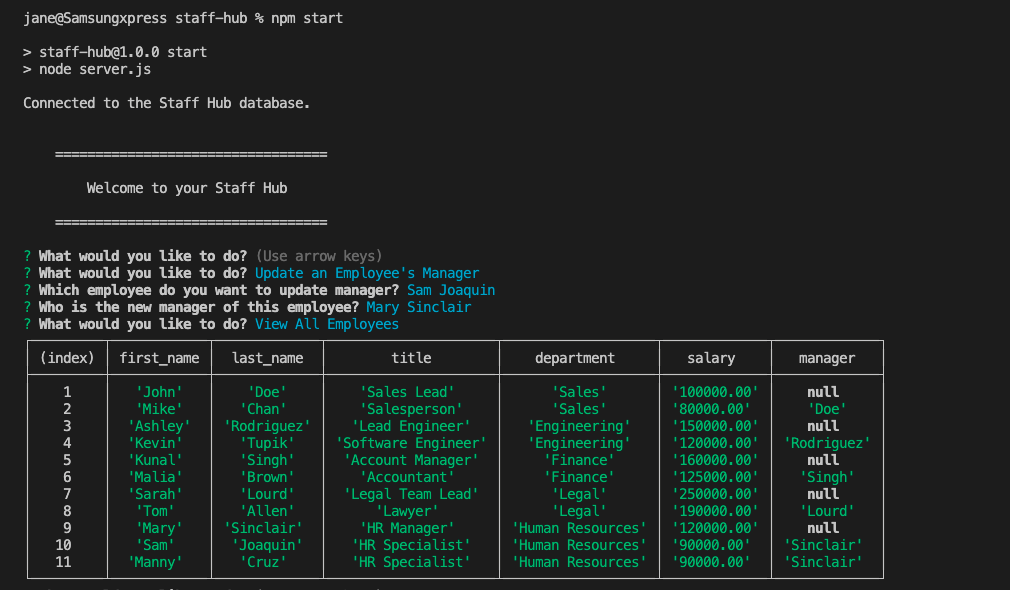 jane@Samsungxpress staff-hub % npm start
> staff-hub@1.0.0 start
> node server.js
Connected to the Staff Hub database.
==================================
Welcome to your Staff Hub
==================================
? What would you like to do? (Use arrow keys)
? What would you like to do? Update an Employee's Manager
? Which employee do you want to update manager? Sam Joaquin
? Who is the new manager of this employee? Mary Sinclair
? What would you like to do? View All Employees
(index) first_name last_name title department salary manager
1 'John' 'Doe' 'Sales Lead' 'Sales' '100000.00' null
2 'Mike' 'Chan' 'Salesperson' 'Sales' '80000.00' 'Doe'
3 'Ashley' 'Rodriguez' 'Lead Engineer' 'Engineering' '150000.00' null
4 'Kevin' 'Tupik' 'Software Engineer' 'Engineering' '120000.00' 'Rodriguez'
5 'Kunal' 'Singh' 'Account Manager' 'Finance' '160000.00' null
6 'Malia' 'Brown' 'Accountant' 'Finance' '125000.00' 'Singh'
7 'Sarah' 'Lourd' 'Legal Team Lead' 'Legal' '250000.00' null
8 'Tom' 'Allen' 'Lawyer' 'Legal' '190000.00' 'Lourd'
9 'Mary' 'Sinclair' 'HR Manager' 'Human Resources' '120000.00' null
10 'Sam' 'Joaquin' 'HR Specialist' 'Human Resources' '90000.00' 'Sinclair'
11 'Manny' 'Cruz' 'HR Specialist' 'Human Resources' '90000.00' 'Sinclair'